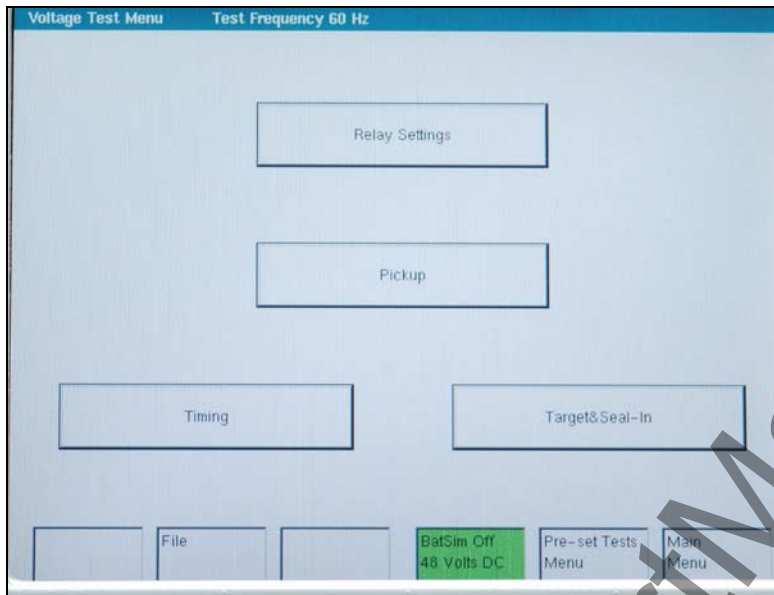 Voltage Test Menu Test Frequency 60 Hz
Relay Settings
Pickup
Timing
Target&Seal-In
File
BatSim Off
48 Volts DC
Pre-set Tests
Menu
Main
Menu